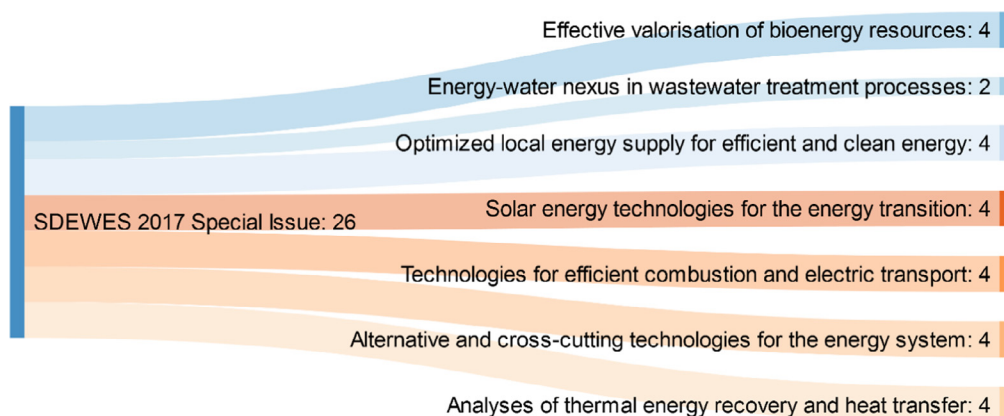 Effective valorisation of bioenergy resources: 4
Energy-water nexus in wastewater treatment processes: 2
Optimized local energy supply for efficient and clean energy: 4
SDEWES 2017 Special Issue: 26
Solar energy technologies for the energy transition: 4
Technologies for efficient combustion and electric transport: 4
Alternative and cross-cutting technologies for the energy system: 4
Analyses of thermal energy recovery and heat transfer: 4